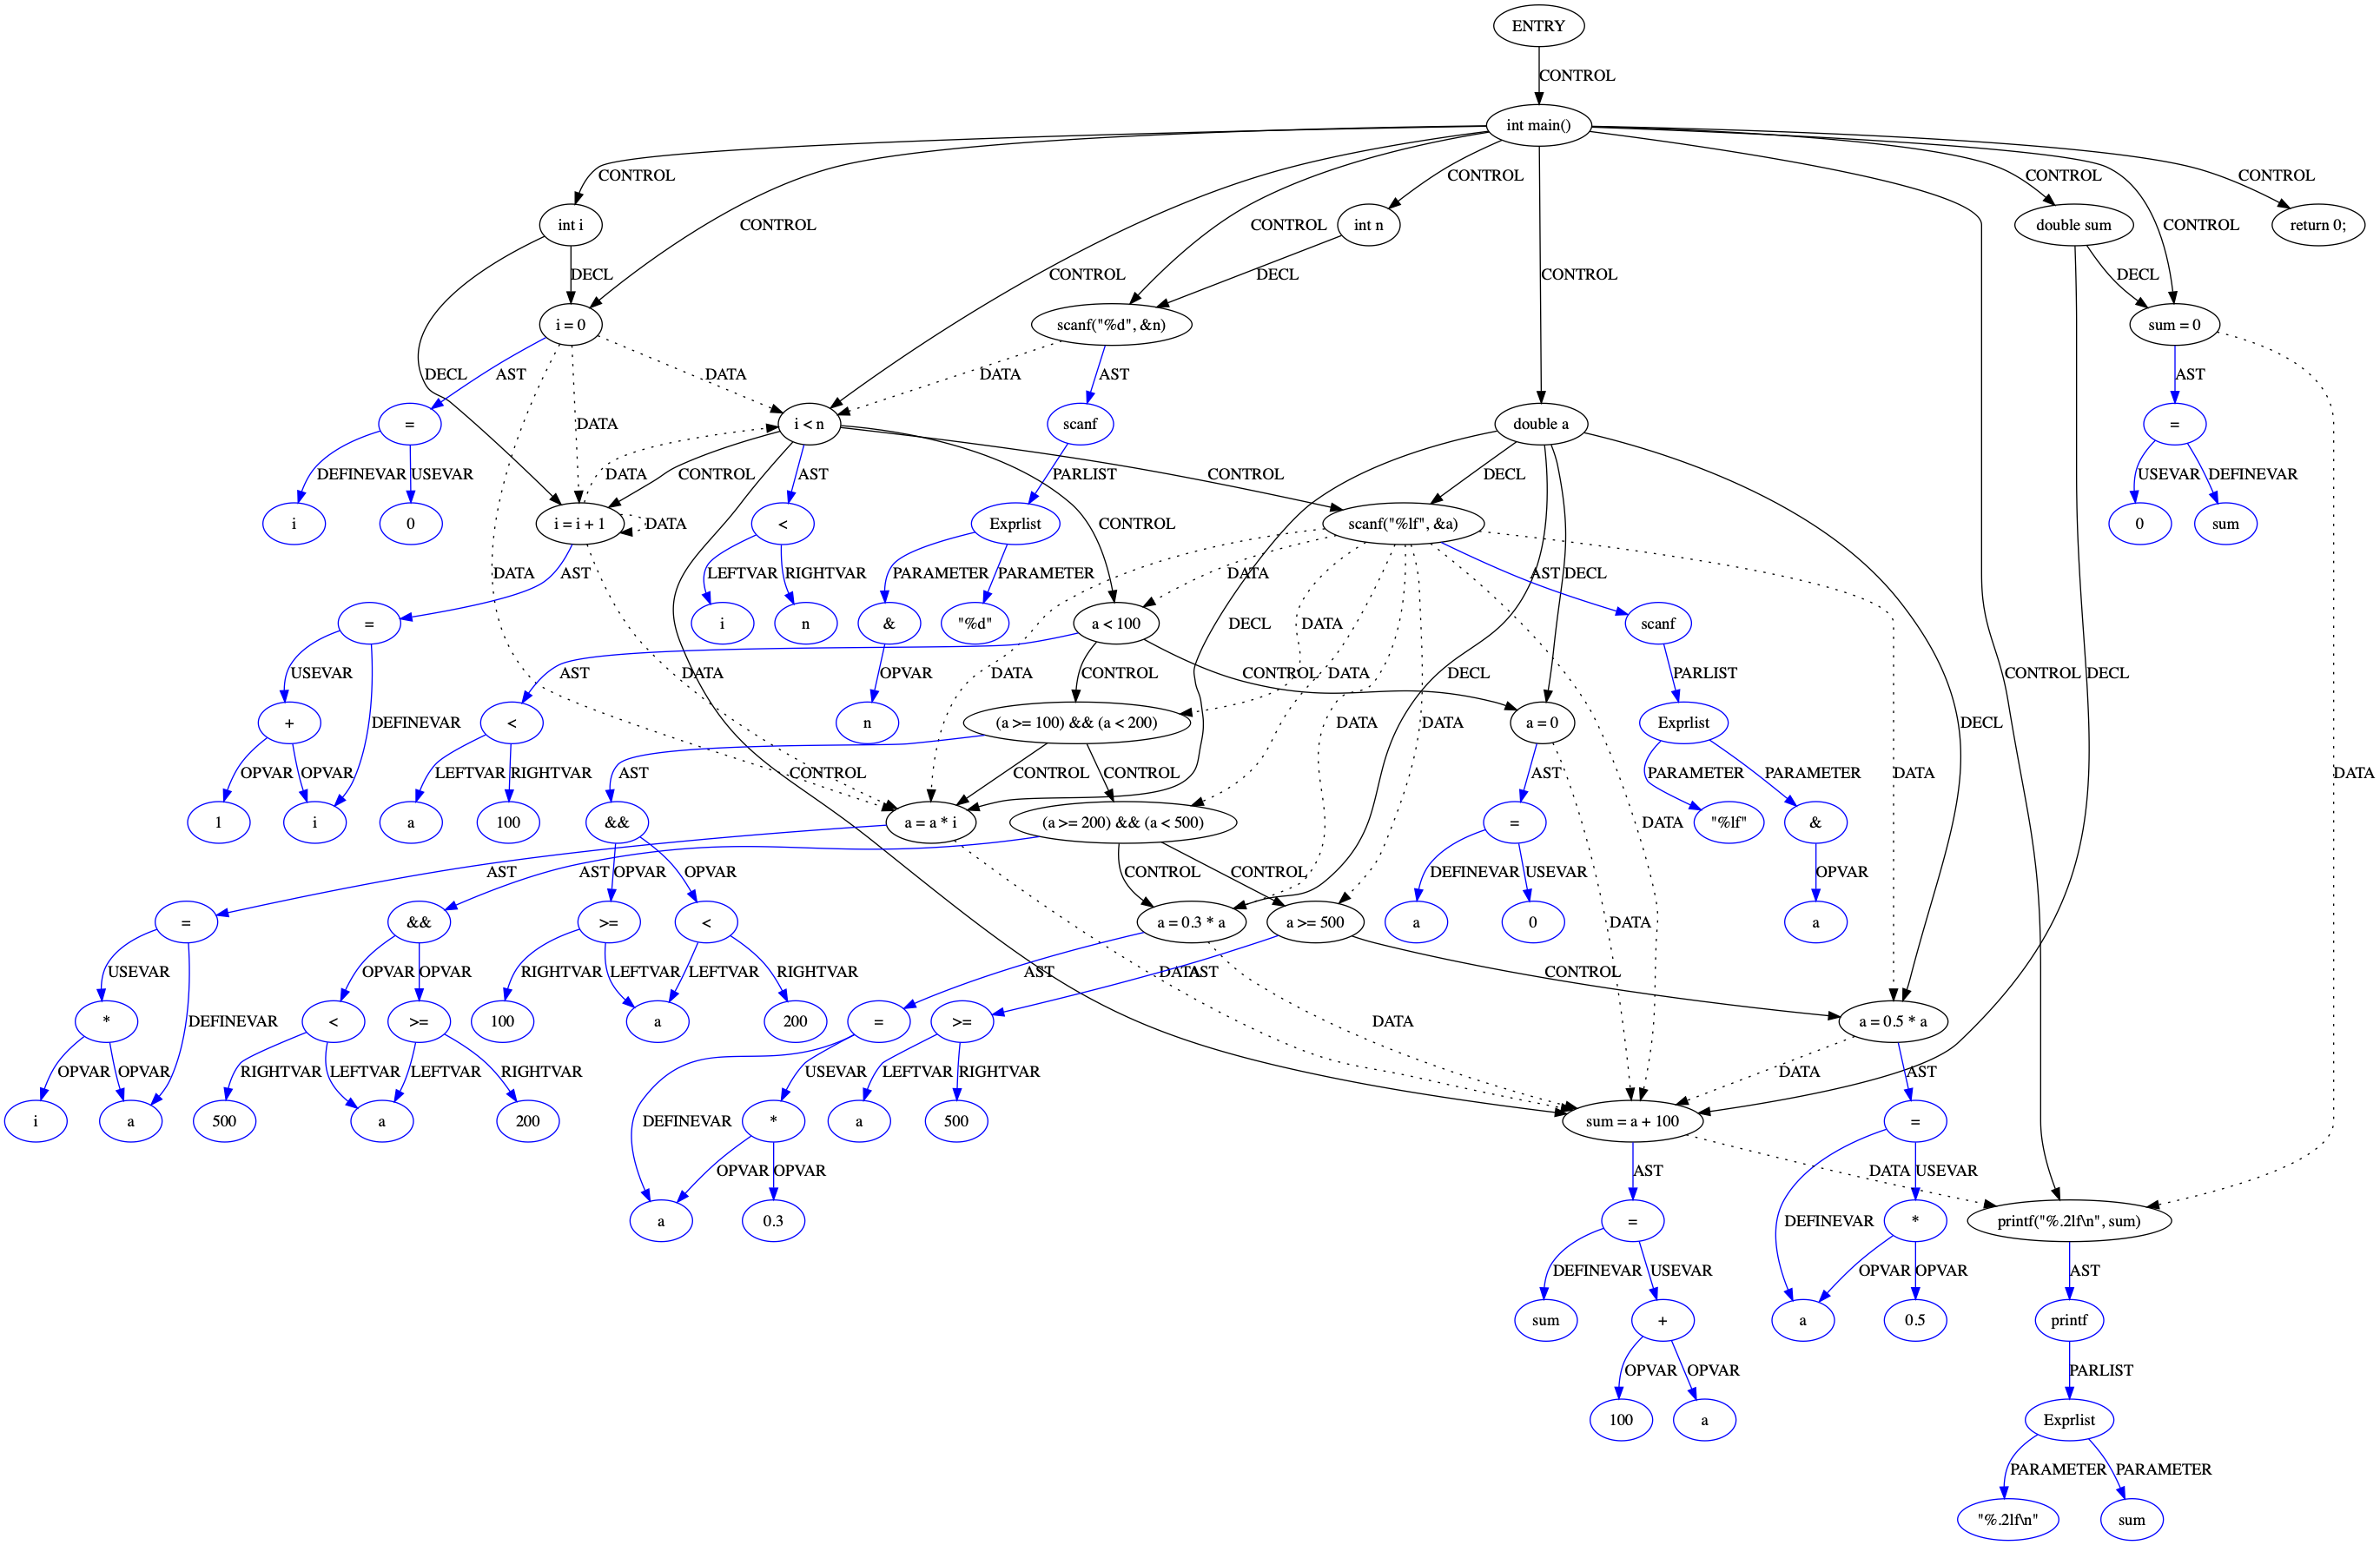 ENTRY
CONTROL
int main()
CONTROL
CONTROL
CONTROL
CONTROL
int i
CONTROL
CONTROL
int n
double sum
CONTROL
return 0;
DECL
CONTROL
DECL
CONTROL
DECL
i = 0
scanf("%d", &n)
sum = 0
DECL
AST
DATA
DATA
AST
AST
=
DATA
i < n
scanf
double a
=
DEFINEVAR
USEVAR
DATA
CONTROL
AST
PARLIST
CONTROL
DECL
USEVAR
DEFINEVAR
i
0
i = i + 1
DATA
<
Exprlist
CONTROL
scanf("%lf", &a)
0
sum
DATA
AST
LEFTVAR
RIGHTVAR
PARAMETER
PARAMETER
DATA
AST
DECL
=
i
n
&
"%d"
a < 100
DECL
DATA
scanf
USEVAR
AST
DATA
OPVAR
DATA
CONTROL
CONTROL
DATA
DECL
PARLIST
CONTROL
DECL
+
DEFINEVAR
<
n
(a >= 100) && (a < 200)
DATA
DATA
a = 0
Exprlist
DECL
OPVAR
OPVAR
LEFTVAR
RIGHTVAR
AST
CONTROL
CONTROL
CONTROL
AST
PARAMETER
PARAMETER
DATA
DATA
1
i
a
100
&&
a = a * i
(a >= 200) && (a < 500)
=
DATA
"%lf"
&
AST
AST
OPVAR
OPVAR
CONTROL
CONTROL
DEFINEVAR
USEVAR
OPVAR
=
&&
>=
<
a = 0.3 * a
a >= 500
a
0
DATA
a
USEVAR
OPVAR
OPVAR
RIGHTVAR
LEFTVAR
LEFTVAR
RIGHTVAR
AST
DATA
AST
CONTROL
*
DEFINEVAR
<
>=
100
a
200
=
>=
DATA
a = 0.5 * a
OPVAR
OPVAR
RIGHTVAR
LEFTVAR
LEFTVAR
RIGHTVAR
USEVAR
LEFTVAR
RIGHTVAR
DATA
AST
i
a
500
a
200
DEFINEVAR
*
a
500
sum = a + 100
=
OPVAR
OPVAR
AST
DATA
USEVAR
a
0.3
=
DEFINEVAR
*
printf("%.2lf\n", sum)
DEFINEVAR
USEVAR
OPVAR
OPVAR
AST
sum
+
a
0.5
printf
OPVAR
OPVAR
PARLIST
100
a
Exprlist
PARAMETER
PARAMETER
"%.2lf\n"
sum